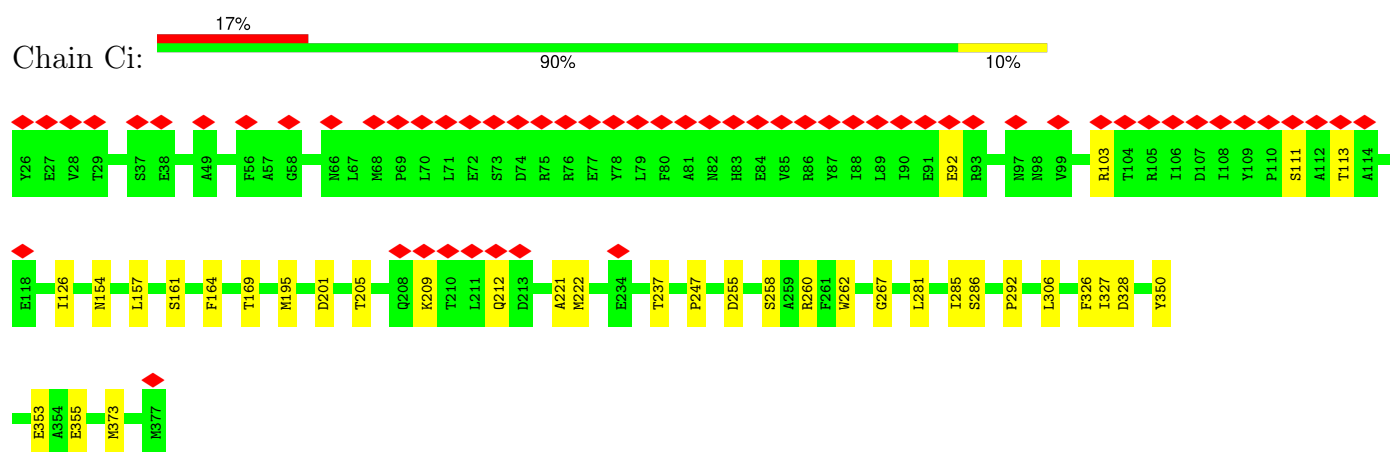 17%
Chain Ci:
90% 10%
Y26 E27 V28 T29 S37 E38 A49 F56 A57 G58 N66 L67 M68 P69 L70 L71 E72 S73 D74 R75 R76 E77 Y78 L79 F80 A81 N82 H83 E84 V85 R86 Y87 I88 L89 I90 E91 E92 R93 N97 N98 V99 R103 T104 R105 I106 D107 I108 Y109 P110 S111 A112 T113 A114
E118 I126 N154 L157 S161 F164 T169 M195 D201 T205 Q208 K209 T210 L211 Q212 D213 A221 M222 E234 T237 P247 D255 S258 A259 R260 F261 W262 G267 L281 I285 S286 P292 L306 F326 I327 D328 Y350
E353 A354 E355 M373 M377